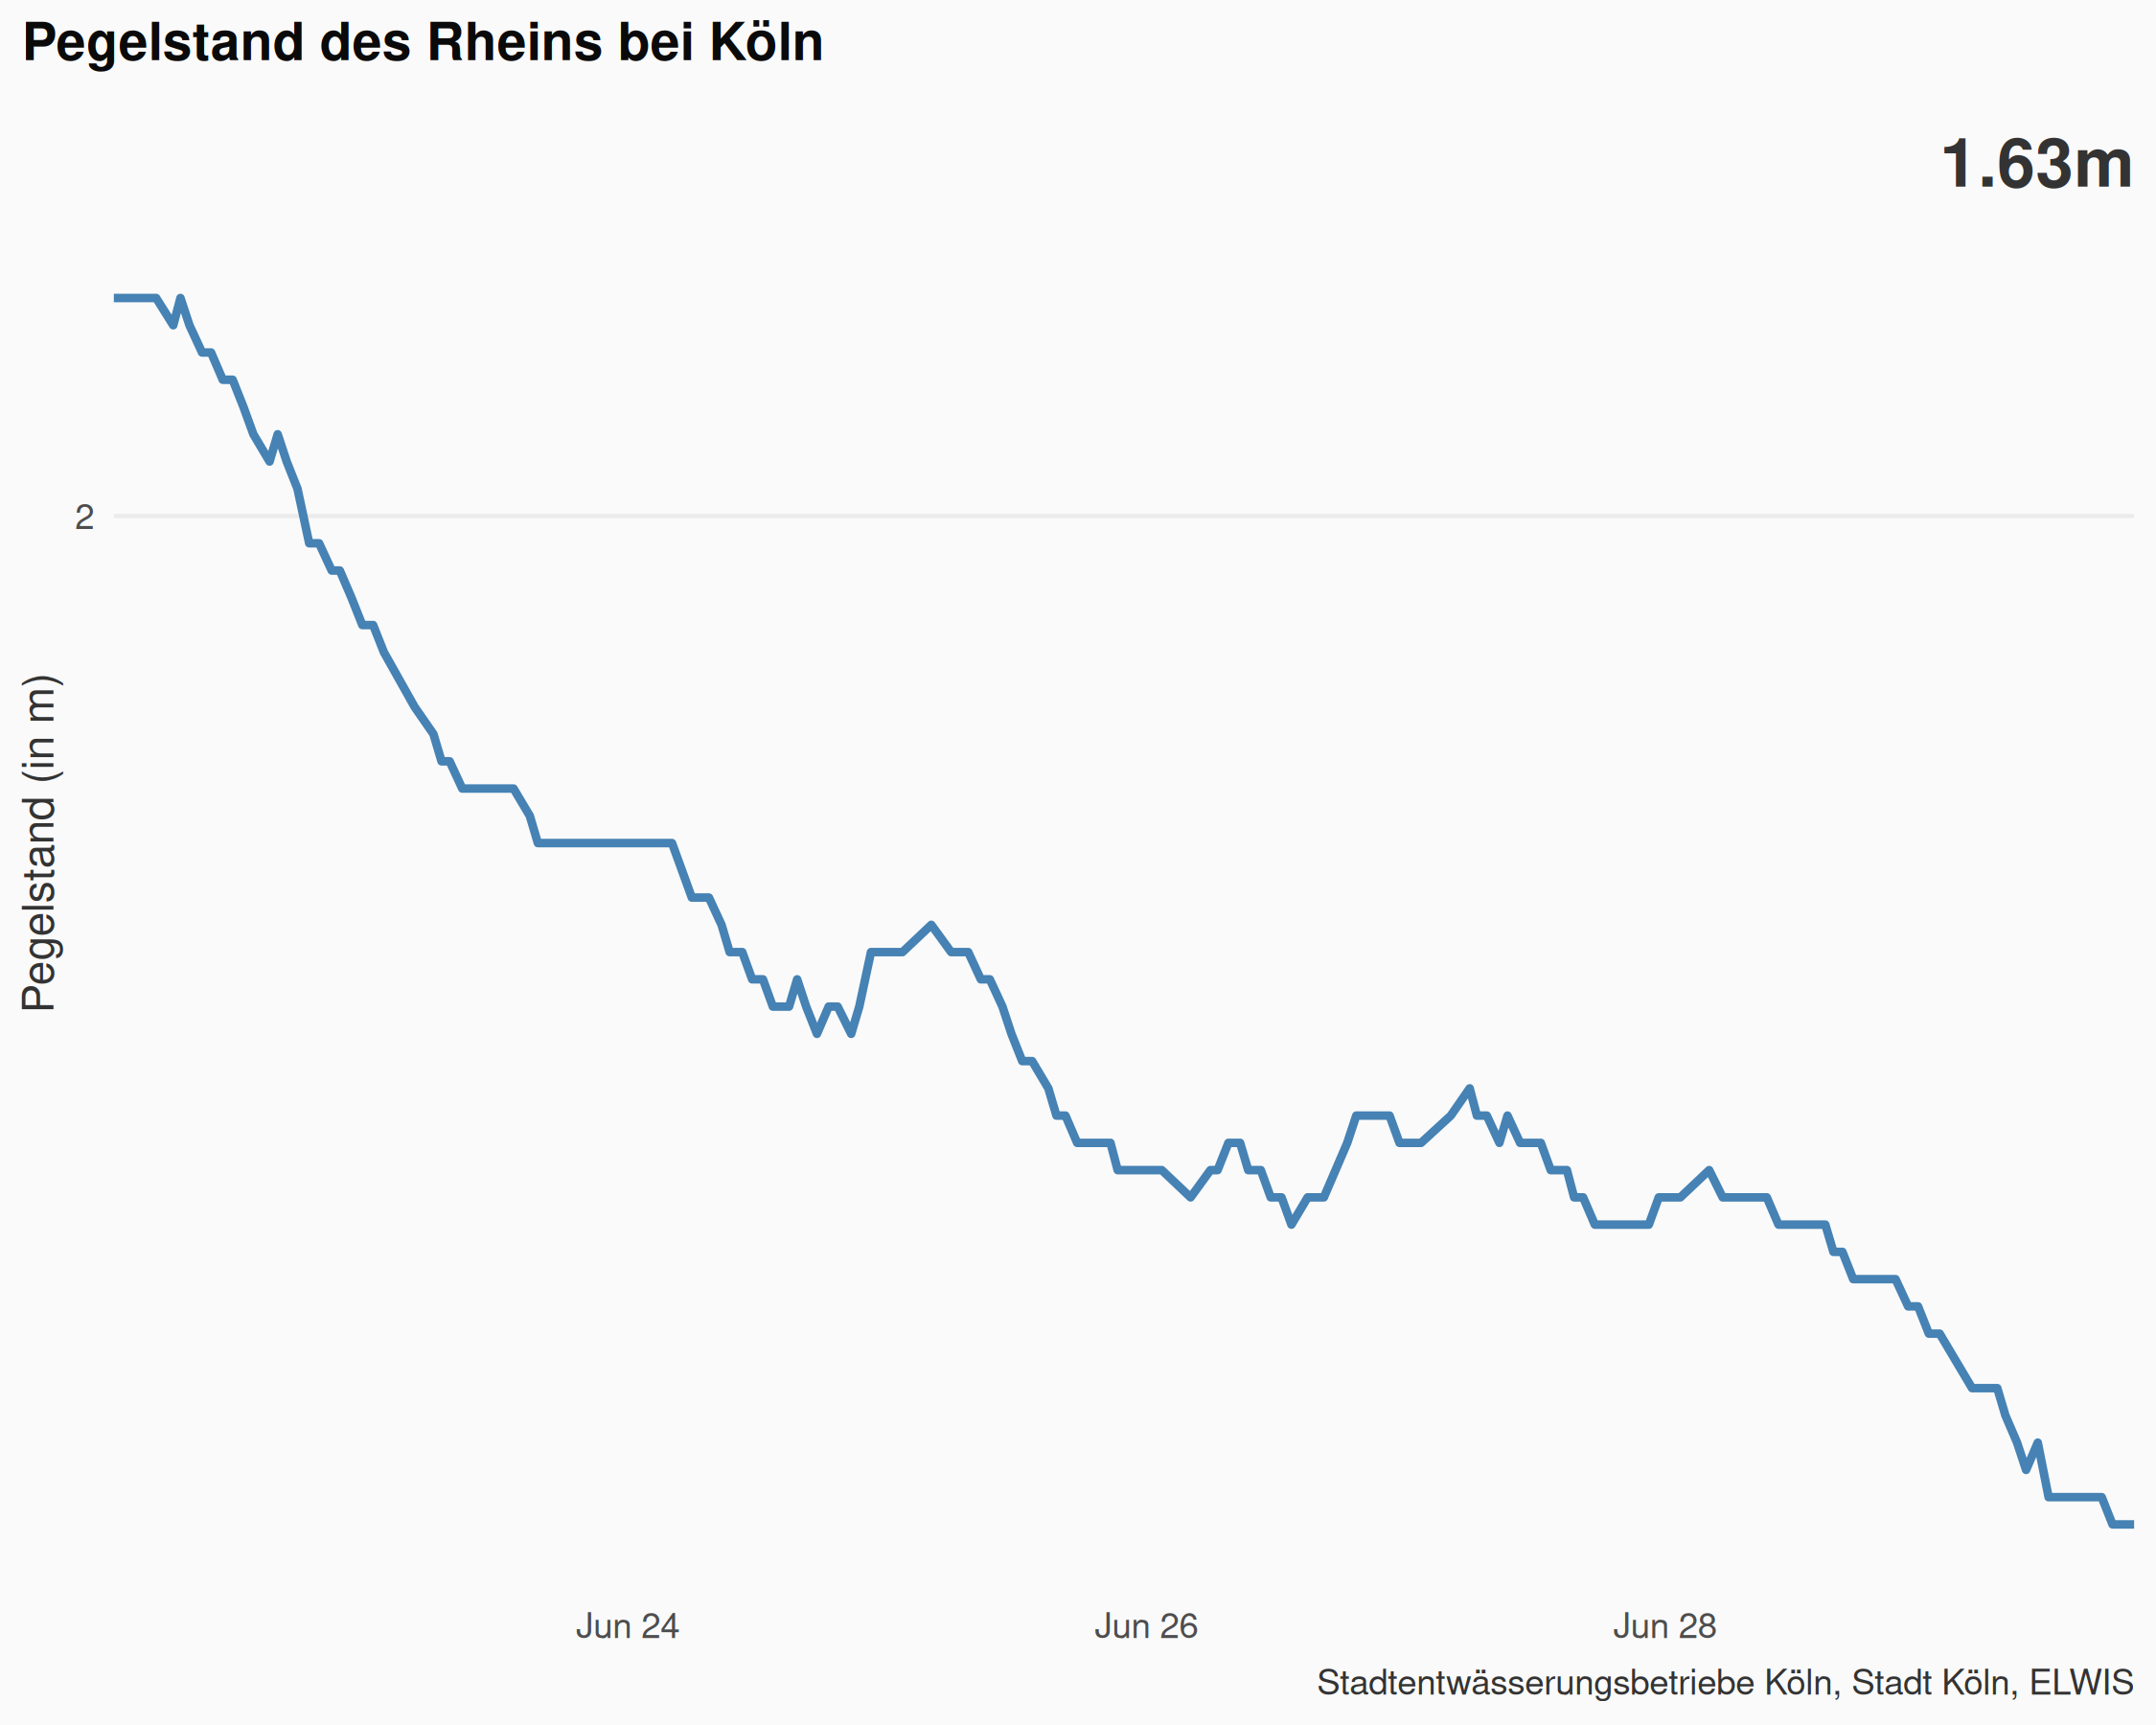 Pegelstand des Rheins bei Köln
1.63m
2
Pegelstand (in m)
Jun 24
Jun 26
Jun 28
Stadtentwässerungsbetriebe Köln, Stadt Köln, ELWIS